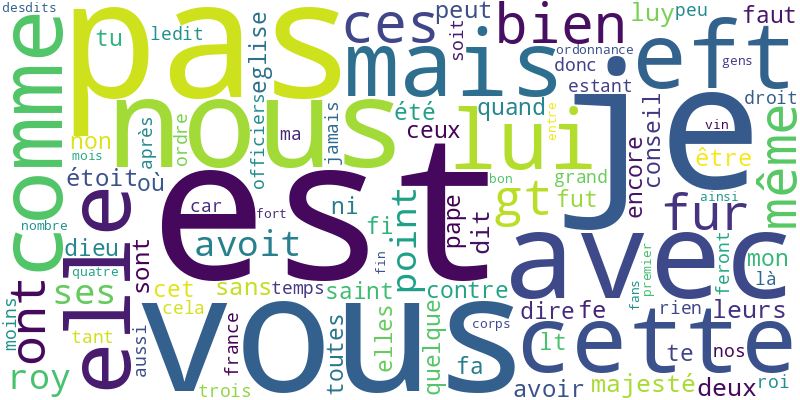 desdits
pas
ces
peut
bien
luy
peu
faut
tu
ledit
soit
ordonnance
donc
gens
comme
nous
mais
eglise
officiers
estant
eft
je
non
mois
après
ordre
ma
jamais
été
ceux
quand
entre
lui
encore
conseil
vin
droit
être
même
étoit
où
car
est
ni
bon
grand
fut
ainsi
nombre
elle
avoit
fort
fi
point
pape
dit
gt
fur
dieu
sont
fin
avec
feront
mon
là
quatre
ont
ses
cet
cela
sans
temps
saint
contre
fans
premier
moins
tant
aussi
france
vous
toutes
elles
quelque
corps
dire
fe
rien
leurs
lt
cette
te
nos
roy
trois
fa
avoir
majesté
deux
roi